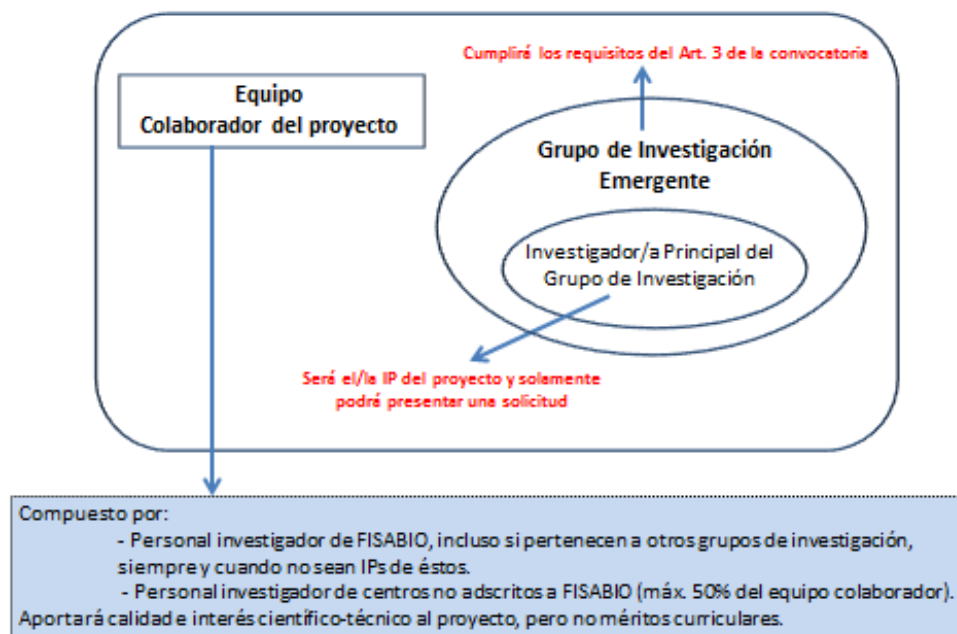 Cumplirá los requisitos del Art. 3 de la convocatoria
Equipo
Colaborador del proyecto
Grupo de Investigación
Emergente
Investigador/a Principal del
Grupo de Investigación
Será el/la IP del proyecto y solamente
podrá presentar una solicitud
Compuesto por:
- Personal investigador de FISABIO, incluso si pertenecen a otros grupos de investigación,
siempre y cuando no sean IPs de éstos.
- Personal investigador de centros no adscritos a FISABIO (máx. 50% del equipo colaborador).
Aportará calidad e interés científico-técnico al proyecto, pero no méritos curriculares.